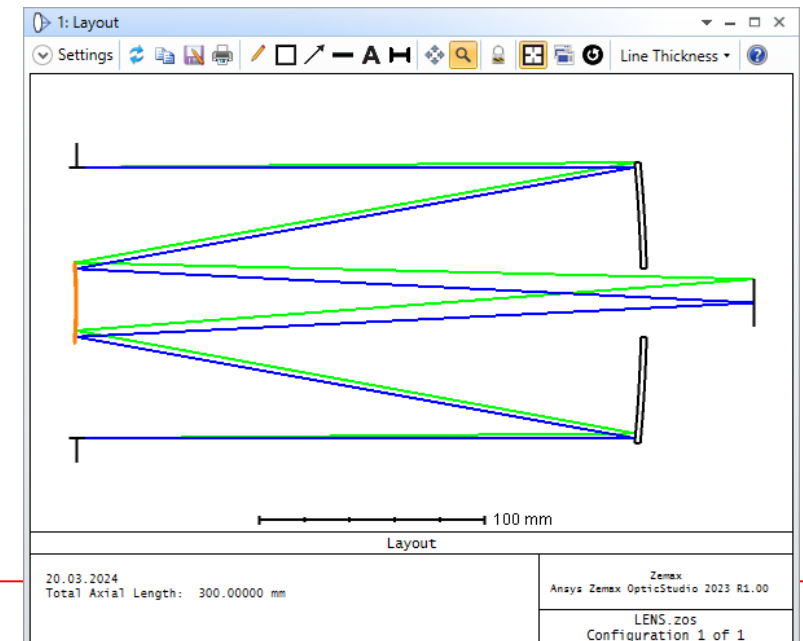 1: Layout
Settings
A
Line Thickness
?
100 mm
Layout
20.03.2024
Total Axial Length: 300.00000 mm
Zemax
Ansys Zemax OpticStudio 2023 R1.00
LENS.zos
Configuration 1 of 1